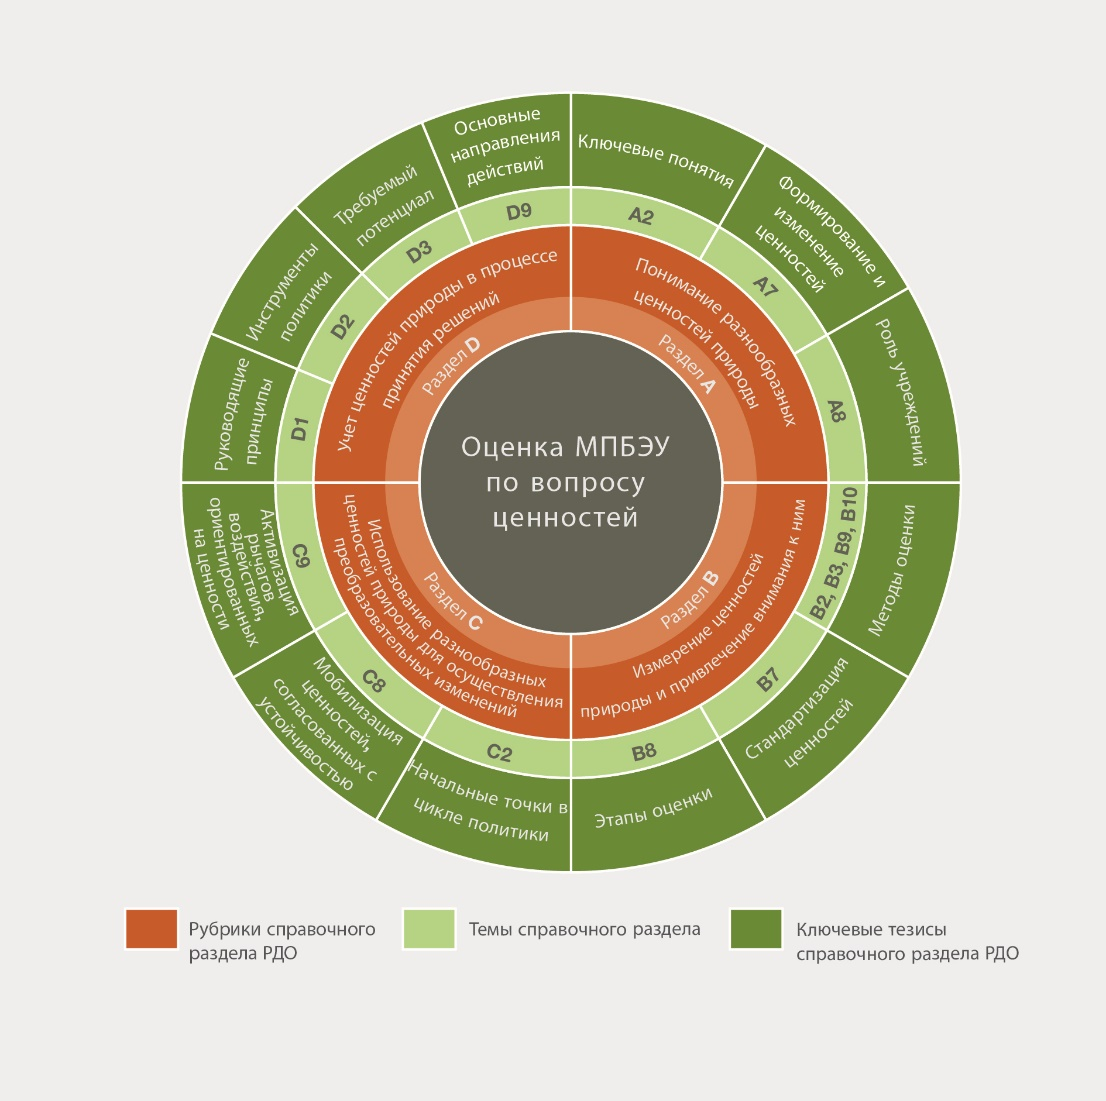 Оценка МПБЭУ
по вопросу
ценностей
Раздел A
Понимание разнообразных
ценностей природы
A2
Ключевые понятия
A7
Формирование и
изменение
ценностей
A8
Роль учреждений
Раздел B
Измерение ценностей
природы и привлечение внимания к ним
B2, B3, B9, B10
Методы оценки
B7
Стандартизация
ценностей
B8
Этапы оценки
Раздел C
Использование разнообразных
ценностей природы для осуществления
преобразовательных изменений
C2
Начальные точки в
цикле политики
C8
Мобилизация
ценностей,
согласованных с
устойчивостью
C9
Активизация
рычагов
воздействия,
ориентированных
на ценности
Раздел D
Учет ценностей природы в процессе
принятия решений
D1
Руководящие
принципы
D2
Инструменты
политики
D3
Требуемый
потенциал
D9
Основные
направления
действий
Рубрики справочного
раздела РДО
Темы справочного раздела
Ключевые тезисы
справочного раздела РДО